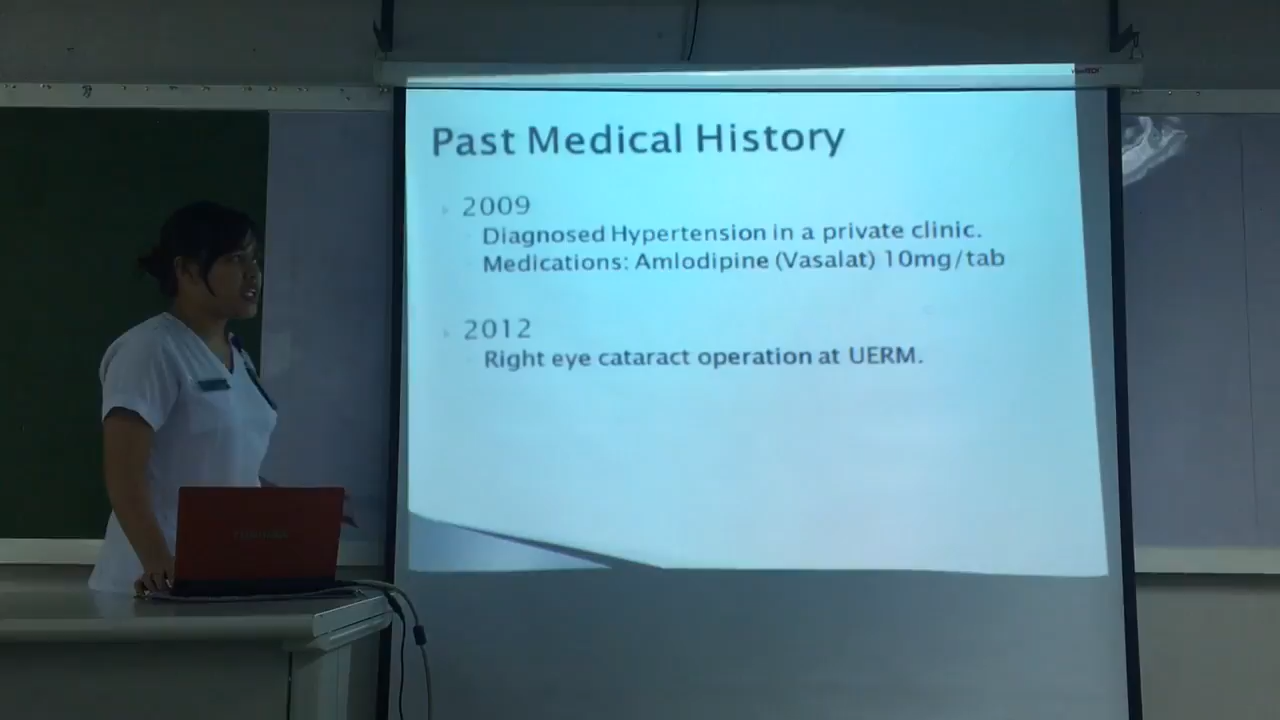 Past Medical History
2009
Diagnosed Hypertension in a private clinic.
Medications: Amlodipine (Vasalat) 10mg/tab
2012
Right eye cataract operation at UERM.
TOSHIBA